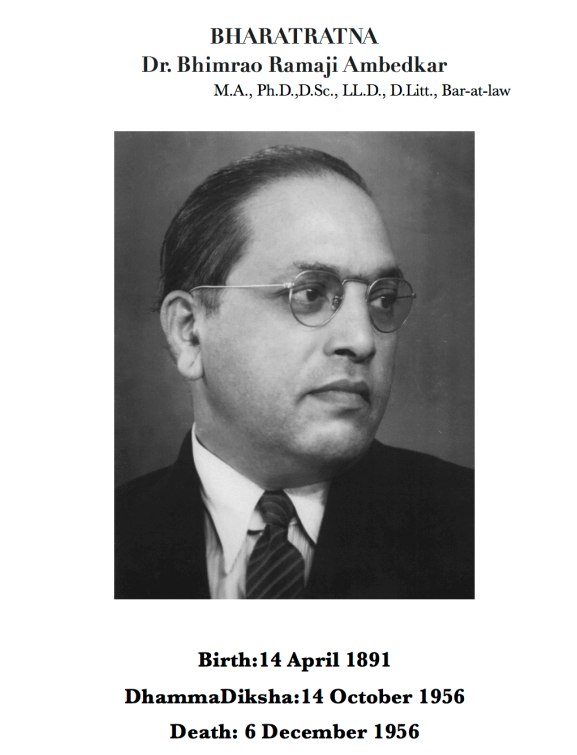 BHARATRATNA
Dr. Bhimrao Ramaji Ambedkar
M.A., Ph.D.,D.Sc., LL.D., D.Litt., Bar-at-law
Birth:14 April 1891
DhammaDiksha:14 October 1956
Death: 6 December 1956